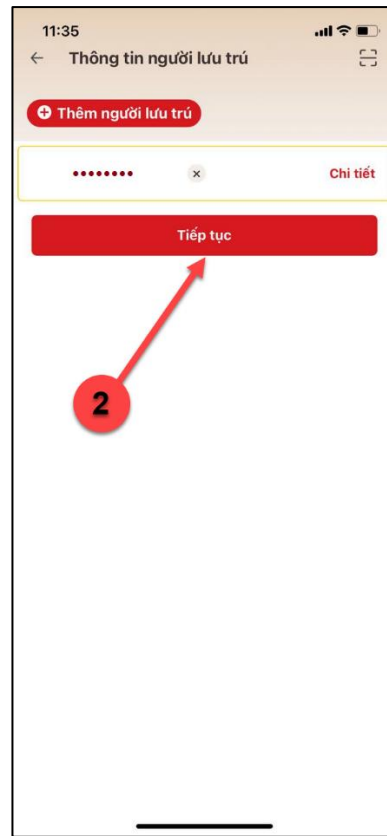 11:35
Thông tin người lưu trú
Thêm người lưu trú
••••••••
Chi tiết
Tiếp tục
2